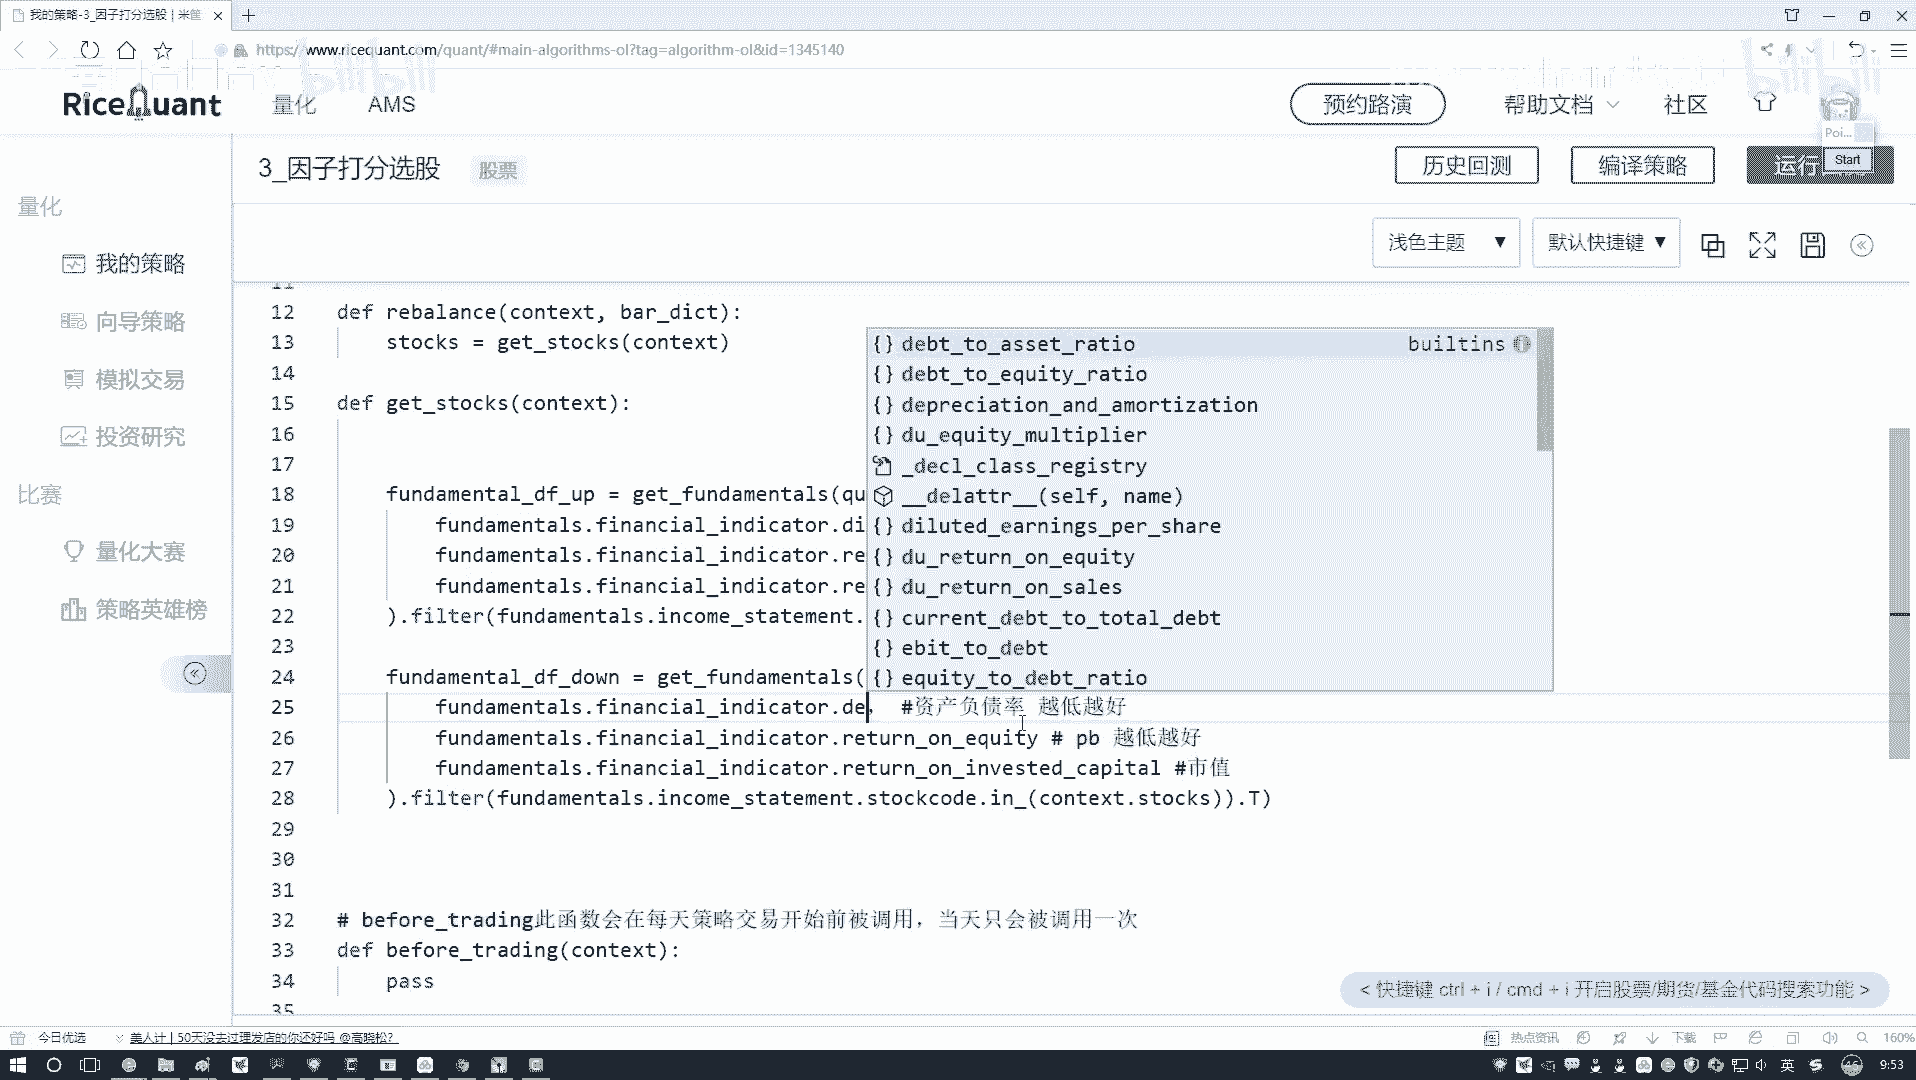 我的策略-3_因子打分选股 | 米筐
https://www.ricequant.com/quant/#main-algorithms-ol?tag=algorithm-ol&id=1345140
bilibili
bilibili
RiceQuant
量化
AMS
预约路演
帮助文档
社区
Poi...
Start
3_因子打分选股
股票
历史回测
编译策略
运行
量化
我的策略
向导策略
模拟交易
投资研究
比赛
量化大赛
策略英雄榜
浅色主题
默认快捷键
11
12 def rebalance(context, bar_dict):
13 stocks = get_stocks(context)
14
15 def get_stocks(context):
16
17
18 fundamental_df_up = get_fundamentals(qu
19 fundamentals.financial_indicator.di
20 fundamentals.financial_indicator.re
21 fundamentals.financial_indicator.re
22 ).filter(fundamentals.income_statement.
23
24 fundamental_df_down = get_fundamentals(
25 fundamentals.financial_indicator.de, #资产负债率 越低越好
26 fundamentals.financial_indicator.return_on_equity # pb 越低越好
27 fundamentals.financial_indicator.return_on_invested_capital #市值
28 ).filter(fundamentals.income_statement.stockcode.in_(context.stocks)).T)
29
30
31
32 # before_trading此函数会在每天策略交易开始前被调用，当天只会被调用一次
33 def before_trading(context):
34 pass
35
{} debt_to_asset_ratio builtins
{} debt_to_equity_ratio
{} depreciation_and_amortization
{} du_equity_multiplier
_decl_class_registry
__delattr__(self, name)
{} diluted_earnings_per_share
{} du_return_on_equity
{} du_return_on_sales
{} current_debt_to_total_debt
{} ebit_to_debt
{} equity_to_debt_ratio
< 快捷键 ctrl + i / cmd + i 开启股票/期货/基金代码搜索功能 >
今日优选
美人计 | 50天没去过理发店的你还好吗 @高晓松?
热点资讯
下载
160%
英
46
9:53